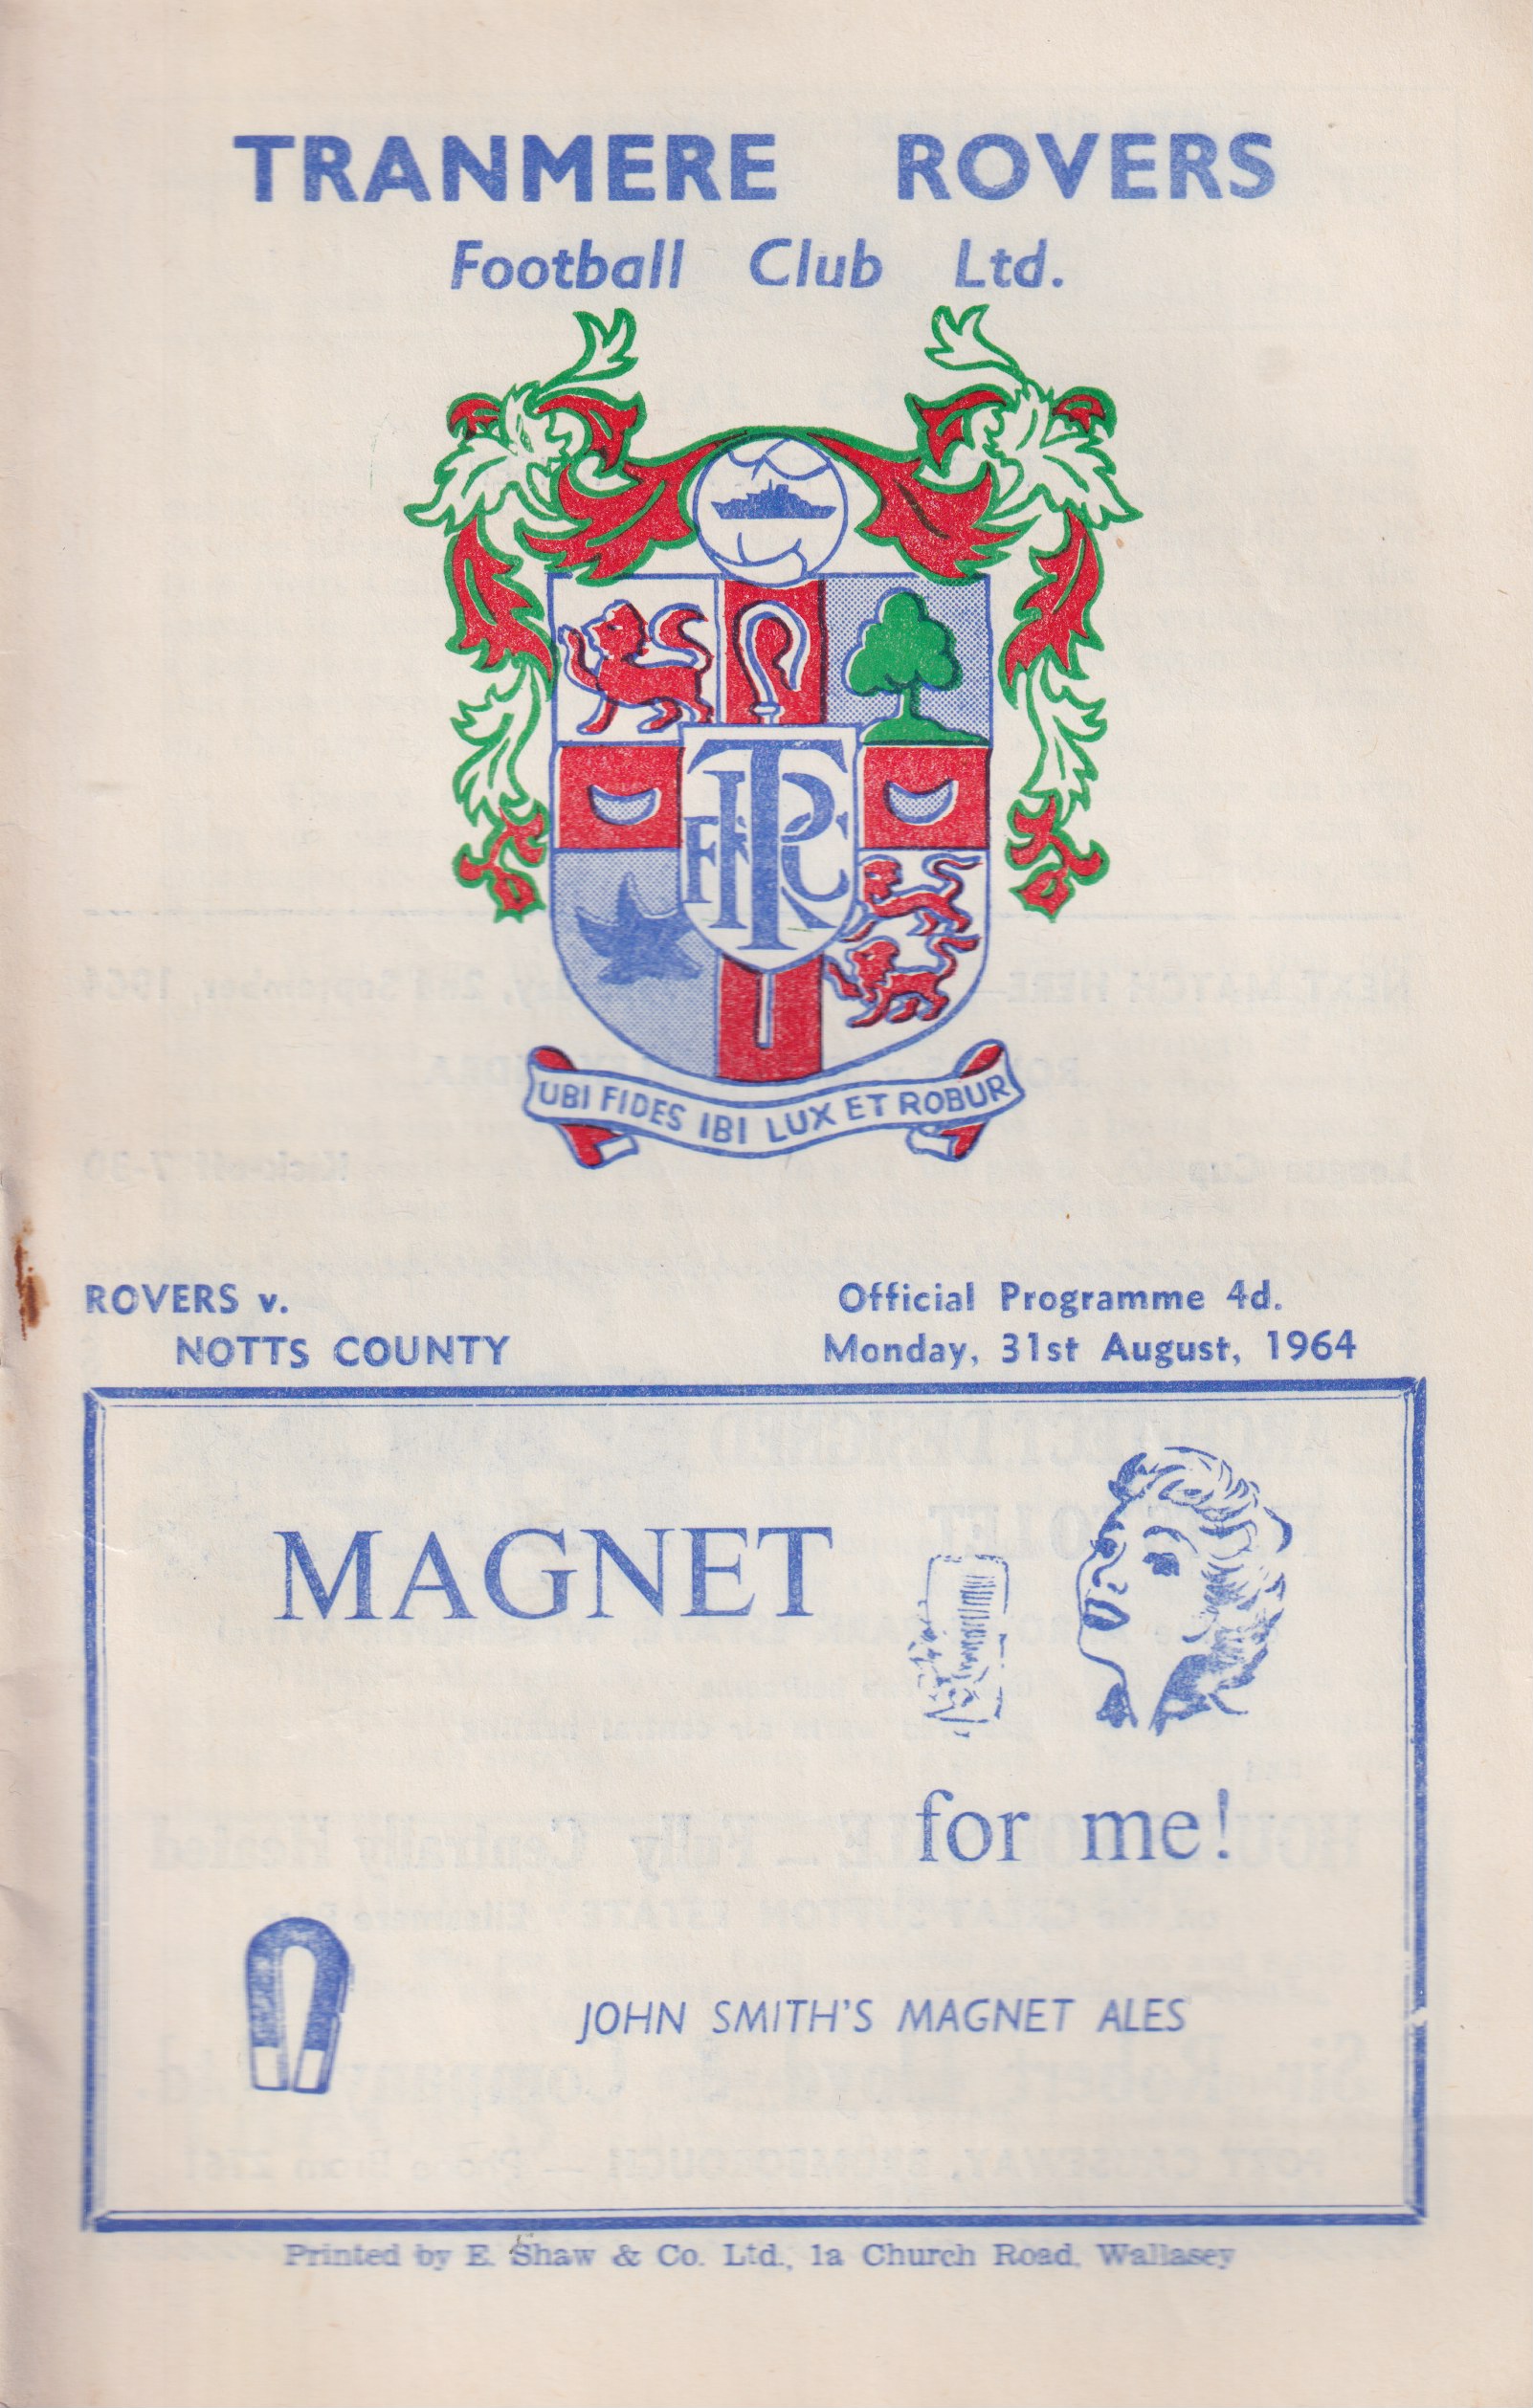 TRANMERE ROVERS
Football Club Ltd.
TRFC
UBI FIDES IBI LUX ET ROBUR
ROVERS v.
NOTTS COUNTY
Official Programme 4d.
Monday, 31st August, 1964
MAGNET
for me!
JOHN SMITH'S MAGNET ALES
Printed by E. Shaw & Co. Ltd., 1a Church Road, Wallasey